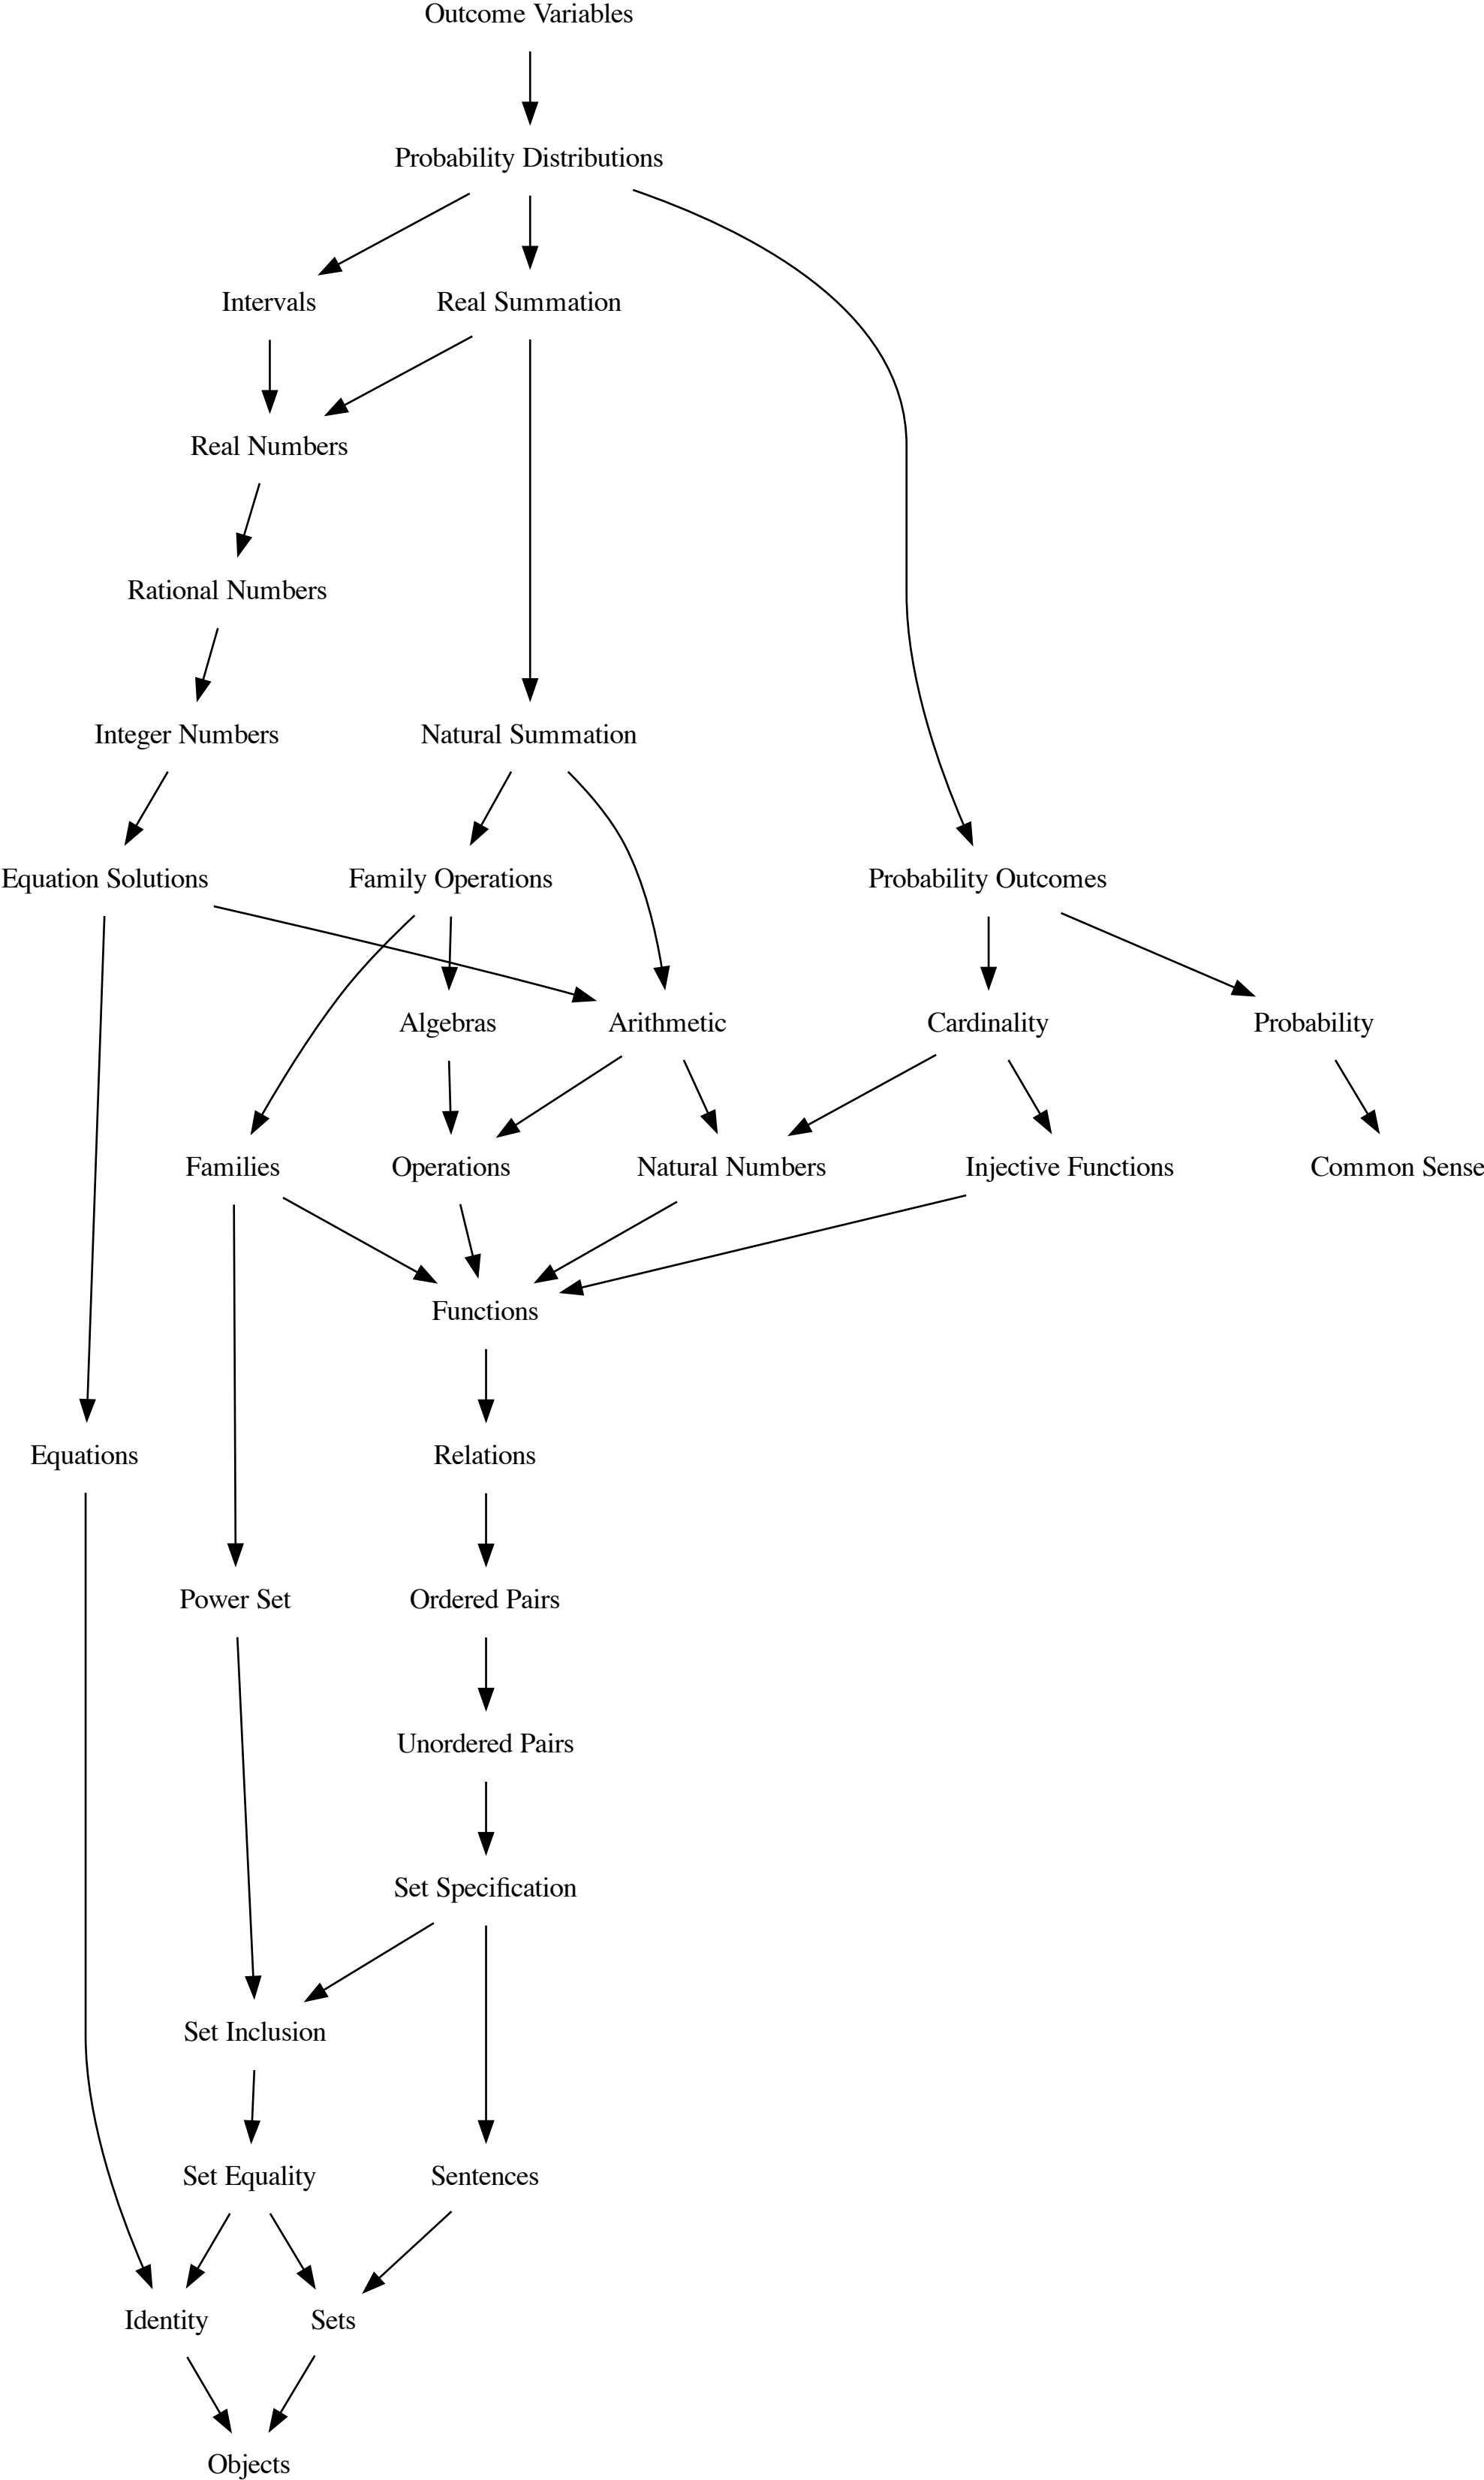 Outcome Variables
Probability Distributions
Intervals
Real Summation
Real Numbers
Rational Numbers
Integer Numbers
Natural Summation
Equation Solutions
Family Operations
Probability Outcomes
Algebras
Arithmetic
Cardinality
Probability
Families
Operations
Natural Numbers
Injective Functions
Common Sense
Functions
Equations
Relations
Power Set
Ordered Pairs
Unordered Pairs
Set Specification
Set Inclusion
Set Equality
Sentences
Identity
Sets
Objects